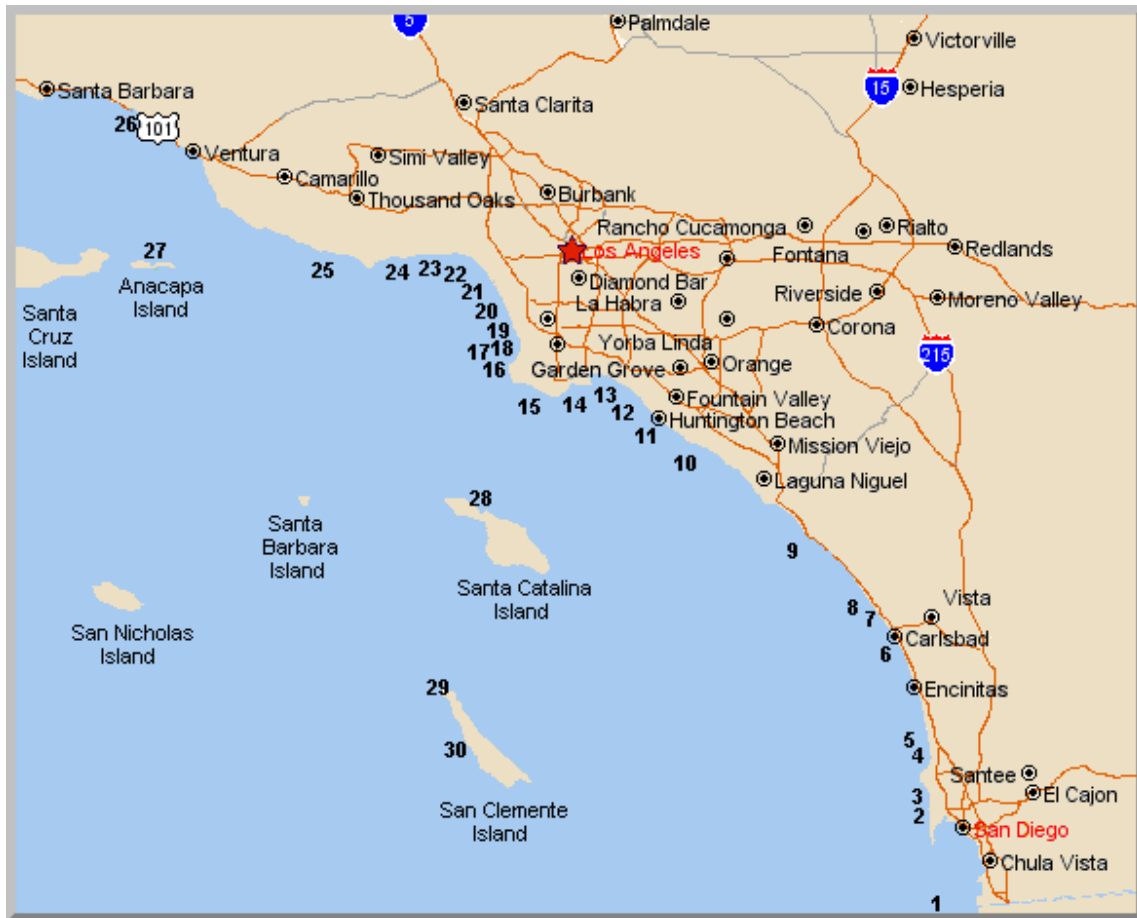 5
Palmdale
Victorville
15
Hesperia
Santa Barbara
Santa Clarita
26
101
Ventura
Simi Valley
Camarillo
Thousand Oaks
Burbank
Rancho Cucamonga
Rialto
27
Los Angeles
Fontana
Redlands
25
24
23
22
Anacapa
Island
Diamond Bar
21
La Habra
Riverside
Moreno Valley
Santa
Cruz
Island
20
19
Corona
17
18
Yorba Linda
215
16
Garden Grove
Orange
15
14
13
12
Fountain Valley
11
Huntington Beach
Mission Viejo
10
Laguna Niguel
28
Santa
Barbara
Island
9
Santa Catalina
Island
8
7
Vista
San Nicholas
Island
Carlsbad
6
29
Encinitas
30
5
4
Santee
3
El Cajon
San Clemente
Island
2
San Diego
Chula Vista
1